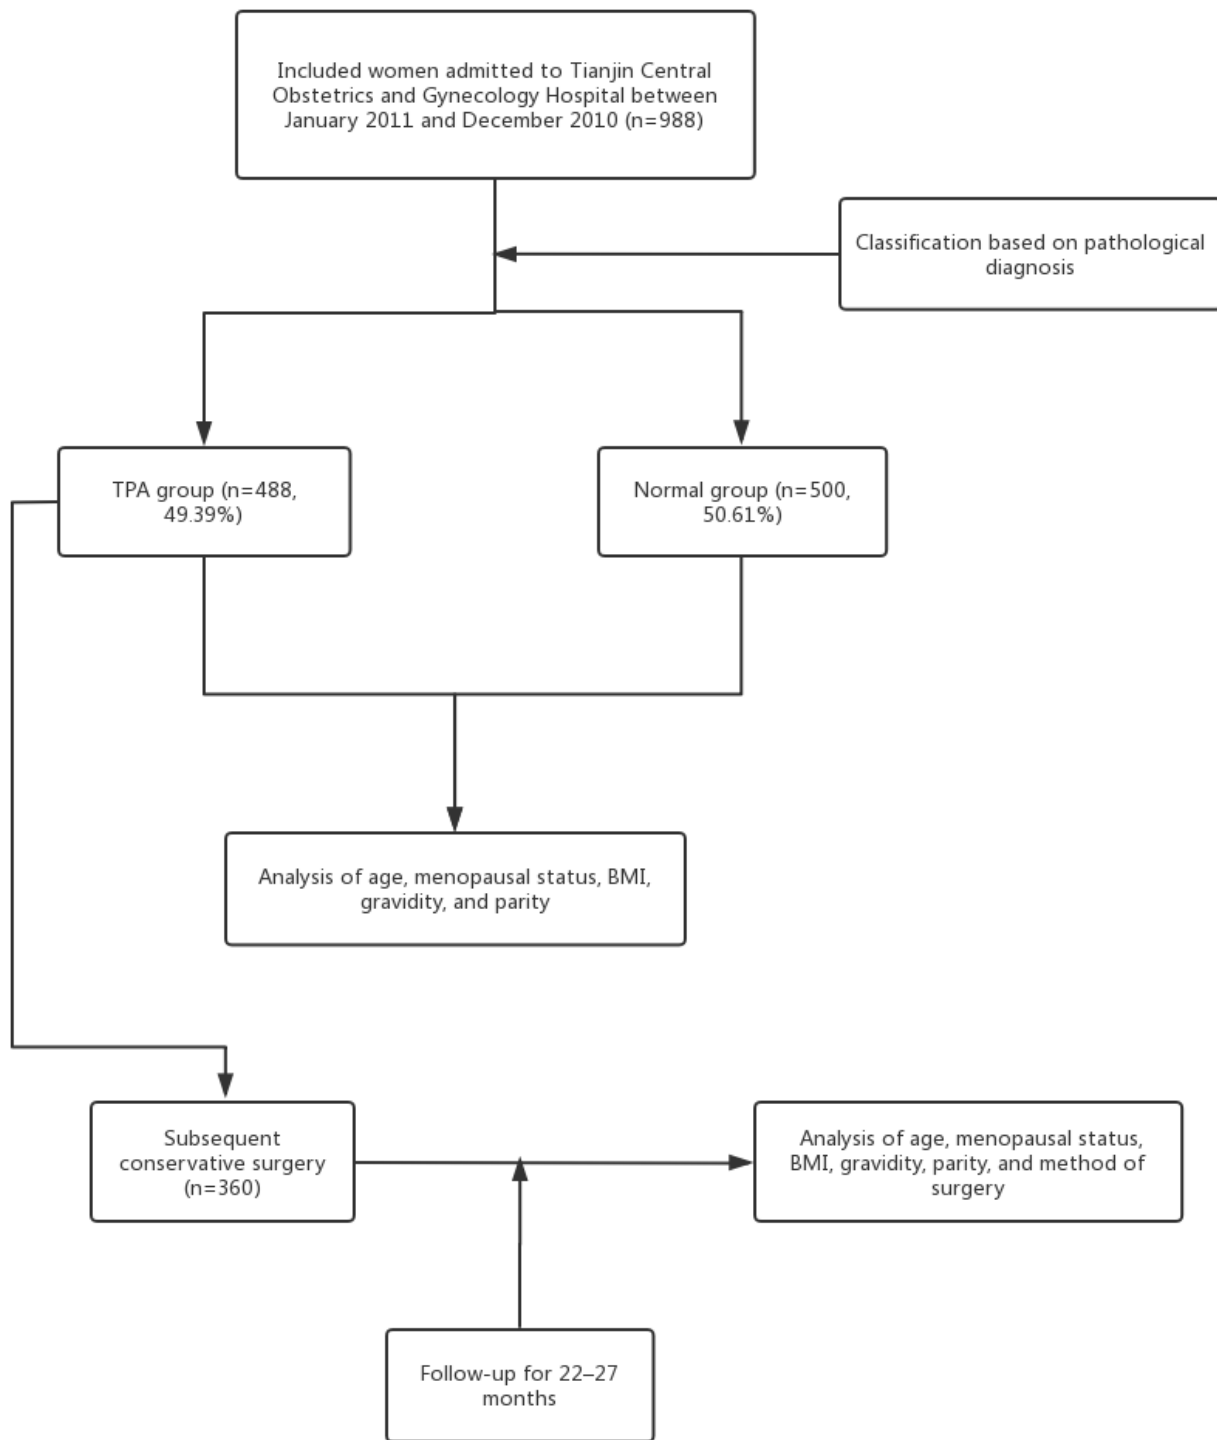 Included women admitted to Tianjin Central
Obstetrics and Gynecology Hospital between
January 2011 and December 2010 (n=988)
Classification based on pathological
diagnosis
TPA group (n=488,
49.39%)
Normal group (n=500,
50.61%)
Analysis of age, menopausal status, BMI,
gravidity, and parity
Subsequent
conservative surgery
(n=360)
Analysis of age, menopausal status,
BMI, gravidity, parity, and method of
surgery
Follow-up for 22–27
months